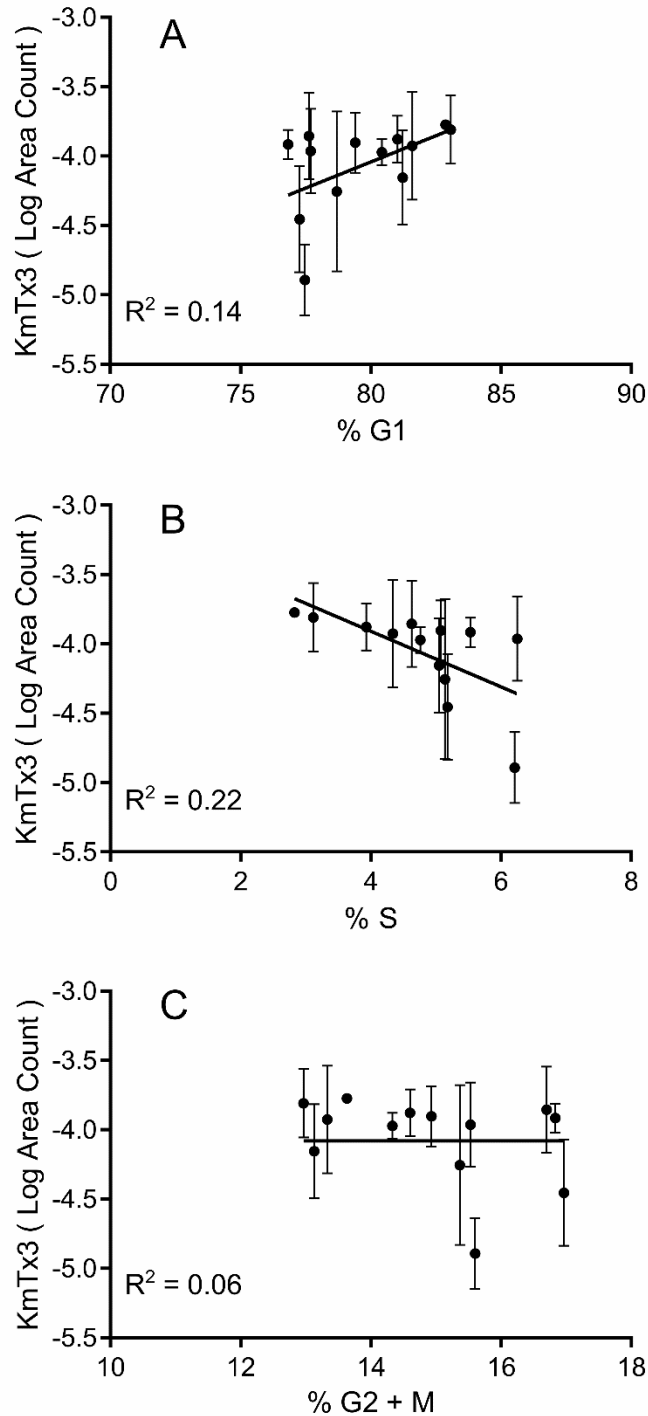 A
KmTx3 ( Log Area Count )
-3.0
-3.5
-4.0
-4.5
-5.0
-5.5
R² = 0.14
70 75 80 85 90
% G1
B
KmTx3 ( Log Area Count )
-3.0
-3.5
-4.0
-4.5
-5.0
-5.5
R² = 0.22
0 2 4 6 8
% S
C
KmTx3 ( Log Area Count )
-3.0
-3.5
-4.0
-4.5
-5.0
-5.5
R² = 0.06
10 12 14 16 18
% G2 + M